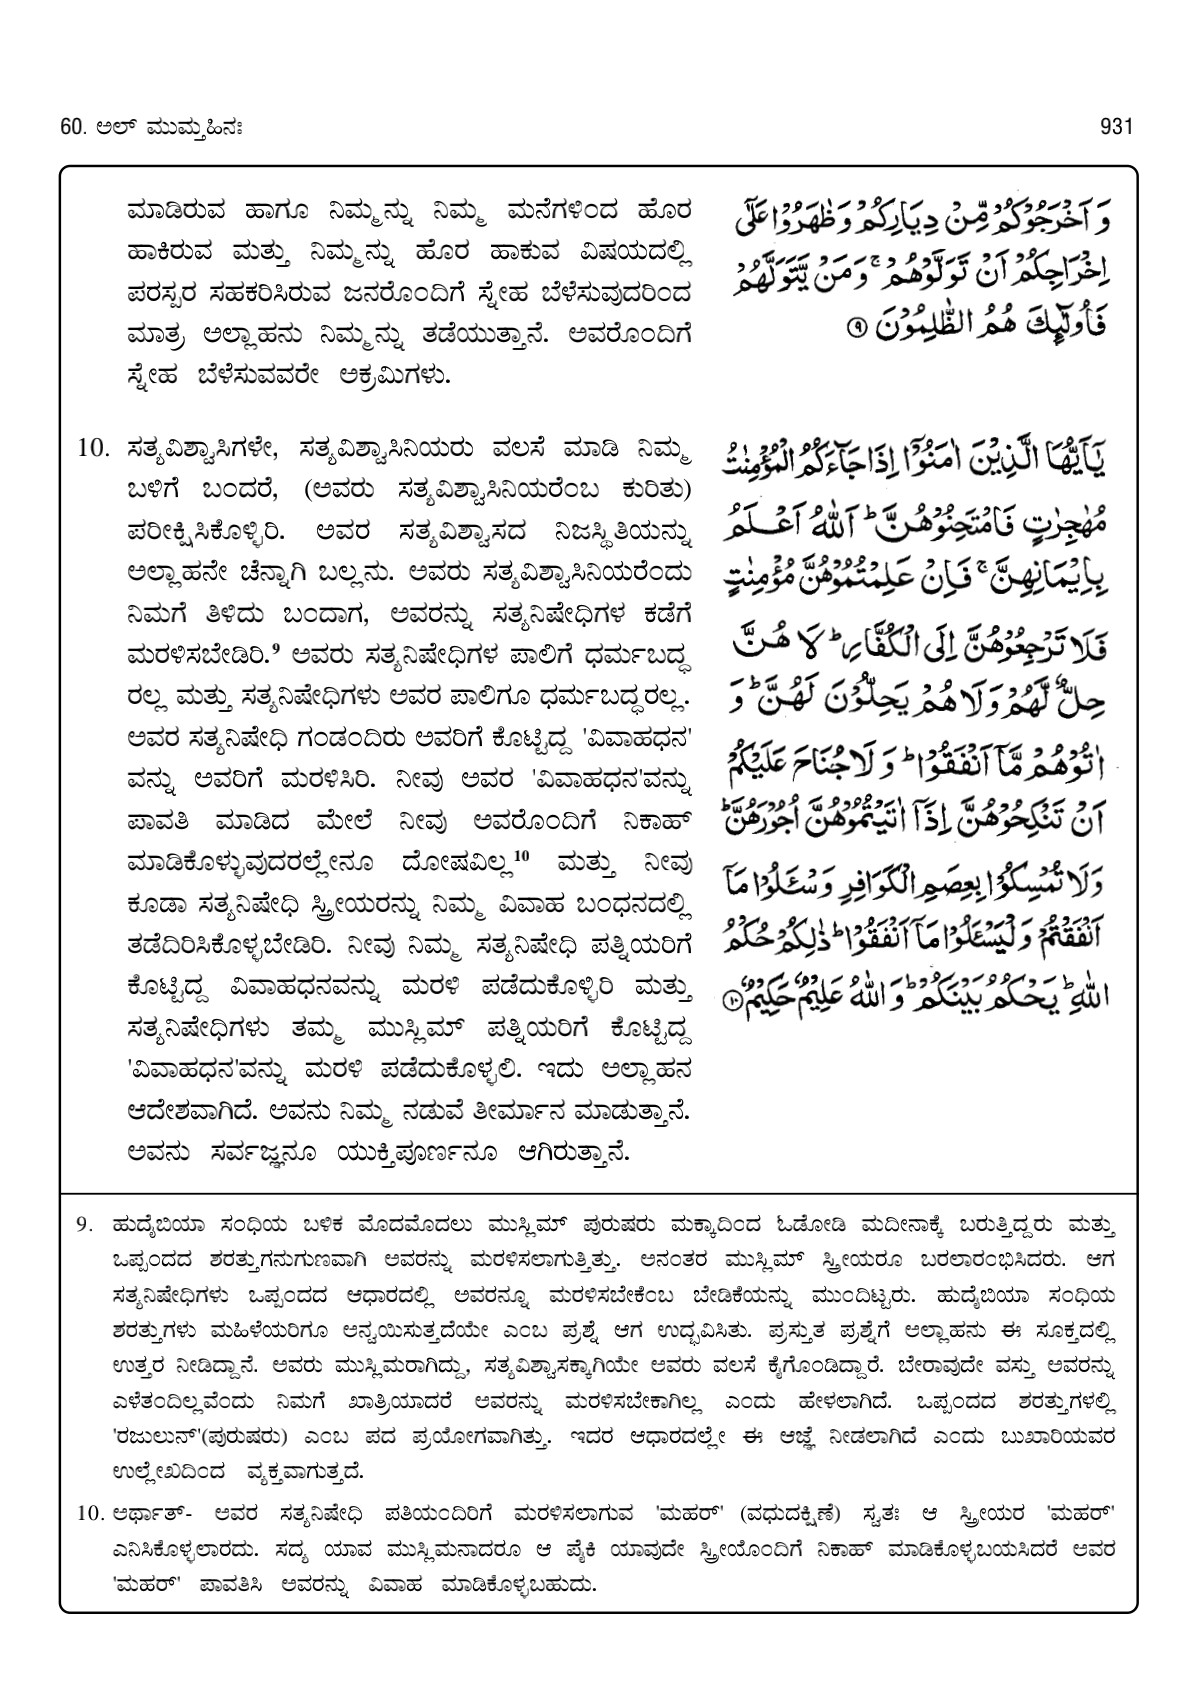 60. ಅಲ್ ಮುಮ್ತಹಿನಃ
931
ಮಾಡಿರುವ ಹಾಗೂ ನಿಮ್ಮನ್ನು ನಿಮ್ಮ ಮನೆಗಳಿಂದ ಹೊರ
ಹಾಕಿರುವ ಮತ್ತು ನಿಮ್ಮನ್ನು ಹೊರ ಹಾಕುವ ವಿಷಯದಲ್ಲಿ
ಪರಸ್ಪರ ಸಹಕರಿಸಿರುವ ಜನರೊಂದಿಗೆ ಸ್ನೇಹ ಬೆಳೆಸುವುದರಿಂದ
ಮಾತ್ರ ಅಲ್ಲಾಹನು ನಿಮ್ಮನ್ನು ತಡೆಯುತ್ತಾನೆ. ಅವರೊಂದಿಗೆ
ಸ್ನೇಹ ಬೆಳೆಸುವವರೇ ಅಕ್ರಮಿಗಳು.
وَ اَخْرَجُوْكُمْ مِّنْ دِيَارِكُمْ وَ ظٰهَرُوْا عَلٰٓى
اِخْرَاجِكُمْ اَنْ تَوَلَّوْهُمْ ۚ وَ مَنْ يَّتَوَلَّهُمْ
فَاُولٰٓئِكَ هُمُ الظّٰلِمُوْنَ ۹
10. ಸತ್ಯವಿಶ್ವಾಸಿಗಳೇ, ಸತ್ಯವಿಶ್ವಾಸಿನಿಯರು ವಲಸೆ ಮಾಡಿ ನಿಮ್ಮ
ಬಳಿಗೆ ಬಂದರೆ, (ಅವರು ಸತ್ಯವಿಶ್ವಾಸಿನಿಯರೆಂಬ ಕುರಿತು)
ಪರೀಕ್ಷಿಸಿಕೊಳ್ಳಿರಿ. ಅವರ ಸತ್ಯವಿಶ್ವಾಸದ ನಿಜಸ್ಥಿತಿಯನ್ನು
ಅಲ್ಲಾಹನೇ ಚೆನ್ನಾಗಿ ಬಲ್ಲನು. ಅವರು ಸತ್ಯವಿಶ್ವಾಸಿನಿಯರೆಂದು
ನಿಮಗೆ ತಿಳಿದು ಬಂದಾಗ, ಅವರನ್ನು ಸತ್ಯನಿಷೇಧಿಗಳ ಕಡೆಗೆ
ಮರಳಿಸಬೇಡಿರಿ.⁹ ಅವರು ಸತ್ಯನಿಷೇಧಿಗಳ ಪಾಲಿಗೆ ಧರ್ಮಬದ್ಧ
ರಲ್ಲ ಮತ್ತು ಸತ್ಯನಿಷೇಧಿಗಳು ಅವರ ಪಾಲಿಗೂ ಧರ್ಮಬದ್ಧರಲ್ಲ.
ಅವರ ಸತ್ಯನಿಷೇಧಿ ಗಂಡಂದಿರು ಅವರಿಗೆ ಕೊಟ್ಟಿದ್ದ 'ವಿವಾಹಧನ'
ವನ್ನು ಅವರಿಗೆ ಮರಳಿಸಿರಿ. ನೀವು ಅವರ 'ವಿವಾಹಧನ'ವನ್ನು
ಪಾವತಿ ಮಾಡಿದ ಮೇಲೆ ನೀವು ಅವರೊಂದಿಗೆ ನಿಕಾಹ್
ಮಾಡಿಕೊಳ್ಳುವುದರಲ್ಲೇನೂ ದೋಷವಿಲ್ಲ¹⁰ ಮತ್ತು ನೀವು
ಕೂಡಾ ಸತ್ಯನಿಷೇಧಿ ಸ್ತ್ರೀಯರನ್ನು ನಿಮ್ಮ ವಿವಾಹ ಬಂಧನದಲ್ಲಿ
ತಡೆದಿರಿಸಿಕೊಳ್ಳಬೇಡಿರಿ. ನೀವು ನಿಮ್ಮ ಸತ್ಯನಿಷೇಧಿ ಪತ್ನಿಯರಿಗೆ
ಕೊಟ್ಟಿದ್ದ ವಿವಾಹಧನವನ್ನು ಮರಳಿ ಪಡೆದುಕೊಳ್ಳಿರಿ ಮತ್ತು
ಸತ್ಯನಿಷೇಧಿಗಳು ತಮ್ಮ ಮುಸ್ಲಿಮ್ ಪತ್ನಿಯರಿಗೆ ಕೊಟ್ಟಿದ್ದ
'ವಿವಾಹಧನ'ವನ್ನು ಮರಳಿ ಪಡೆದುಕೊಳ್ಳಲಿ. ಇದು ಅಲ್ಲಾಹನ
ಆದೇಶವಾಗಿದೆ. ಅವನು ನಿಮ್ಮ ನಡುವೆ ತೀರ್ಮಾನ ಮಾಡುತ್ತಾನೆ.
ಅವನು ಸರ್ವಜ್ಞನೂ ಯುಕ್ತಿಪೂರ್ಣನೂ ಆಗಿರುತ್ತಾನೆ.
يٰٓاَيُّهَا الَّذِيْنَ اٰمَنُوْٓا اِذَا جَآءَكُمُ الْمُؤْمِنٰتُ
مُهٰجِرٰتٍ فَامْتَحِنُوْهُنَّ ؕ اَللّٰهُ اَعْلَمُ
بِاِيْمَانِهِنَّ ۚ فَاِنْ عَلِمْتُمُوْهُنَّ مُؤْمِنٰتٍ
فَلَا تَرْجِعُوْهُنَّ اِلَى الْكُفَّارِ ؕ لَا هُنَّ
حِلٌّ لَّهُمْ وَ لَا هُمْ يَحِلُّوْنَ لَهُنَّ ؕ وَ
اٰتُوْهُمْ مَّآ اَنْفَقُوْا ؕ وَ لَا جُنَاحَ عَلَيْكُمْ
اَنْ تَنْكِحُوْهُنَّ اِذَآ اٰتَيْتُمُوْهُنَّ اُجُوْرَهُنَّ ؕ
وَ لَا تُمْسِكُوْا بِعِصَمِ الْكَوَافِرِ وَ سْـَٔلُوْا مَآ
اَنْفَقْتُمْ وَ لْيَسْـَٔلُوْا مَآ اَنْفَقُوْا ؕ ذٰلِكُمْ حُكْمُ
اللّٰهِ ؕ يَحْكُمُ بَيْنَكُمْ ؕ وَ اللّٰهُ عَلِيْمٌ حَكِيْمٌ ۱۰
9. ಹುದೈಬಿಯಾ ಸಂಧಿಯ ಬಳಿಕ ಮೊದಮೊದಲು ಮುಸ್ಲಿಮ್ ಪುರುಷರು ಮಕ್ಕಾದಿಂದ ಓಡೋಡಿ ಮದೀನಾಕ್ಕೆ ಬರುತ್ತಿದ್ದರು ಮತ್ತು
ಒಪ್ಪಂದದ ಶರತ್ತುಗನುಗುಣವಾಗಿ ಅವರನ್ನು ಮರಳಿಸಲಾಗುತ್ತಿತ್ತು. ಅನಂತರ ಮುಸ್ಲಿಮ್ ಸ್ತ್ರೀಯರೂ ಬರಲಾರಂಭಿಸಿದರು. ಆಗ
ಸತ್ಯನಿಷೇಧಿಗಳು ಒಪ್ಪಂದದ ಆಧಾರದಲ್ಲಿ ಅವರನ್ನೂ ಮರಳಿಸಬೇಕೆಂಬ ಬೇಡಿಕೆಯನ್ನು ಮುಂದಿಟ್ಟರು. ಹುದೈಬಿಯಾ ಸಂಧಿಯ
ಶರತ್ತುಗಳು ಮಹಿಳೆಯರಿಗೂ ಅನ್ವಯಿಸುತ್ತದೆಯೇ ಎಂಬ ಪ್ರಶ್ನೆ ಆಗ ಉದ್ಭವಿಸಿತು. ಪ್ರಸ್ತುತ ಪ್ರಶ್ನೆಗೆ ಅಲ್ಲಾಹನು ಈ ಸೂಕ್ತದಲ್ಲಿ
ಉತ್ತರ ನೀಡಿದ್ದಾನೆ. ಅವರು ಮುಸ್ಲಿಮರಾಗಿದ್ದು, ಸತ್ಯವಿಶ್ವಾಸಕ್ಕಾಗಿಯೇ ಅವರು ವಲಸೆ ಕೈಗೊಂಡಿದ್ದಾರೆ. ಬೇರಾವುದೇ ವಸ್ತು ಅವರನ್ನು
ಎಳೆತಂದಿಲ್ಲವೆಂದು ನಿಮಗೆ ಖಾತ್ರಿಯಾದರೆ ಅವರನ್ನು ಮರಳಿಸಬೇಕಾಗಿಲ್ಲ ಎಂದು ಹೇಳಲಾಗಿದೆ. ಒಪ್ಪಂದದ ಶರತ್ತುಗಳಲ್ಲಿ
'ರಜುಲುನ್'(ಪುರುಷರು) ಎಂಬ ಪದ ಪ್ರಯೋಗವಾಗಿತ್ತು. ಇದರ ಆಧಾರದಲ್ಲೇ ಈ ಆಜ್ಞೆ ನೀಡಲಾಗಿದೆ ಎಂದು ಬುಖಾರಿಯವರ
ಉಲ್ಲೇಖದಿಂದ ವ್ಯಕ್ತವಾಗುತ್ತದೆ.
10. ಅರ್ಥಾತ್- ಅವರ ಸತ್ಯನಿಷೇಧಿ ಪತಿಯಂದಿರಿಗೆ ಮರಳಿಸಲಾಗುವ 'ಮಹರ್' (ವಧುದಕ್ಷಿಣೆ) ಸ್ವತಃ ಆ ಸ್ತ್ರೀಯರ 'ಮಹರ್'
ಎನಿಸಿಕೊಳ್ಳಲಾರದು. ಸದ್ಯ ಯಾವ ಮುಸ್ಲಿಮನಾದರೂ ಆ ಪೈಕಿ ಯಾವುದೇ ಸ್ತ್ರೀಯೊಂದಿಗೆ ನಿಕಾಹ್ ಮಾಡಿಕೊಳ್ಳಬಯಸಿದರೆ ಅವರ
'ಮಹರ್' ಪಾವತಿಸಿ ಅವರನ್ನು ವಿವಾಹ ಮಾಡಿಕೊಳ್ಳಬಹುದು.